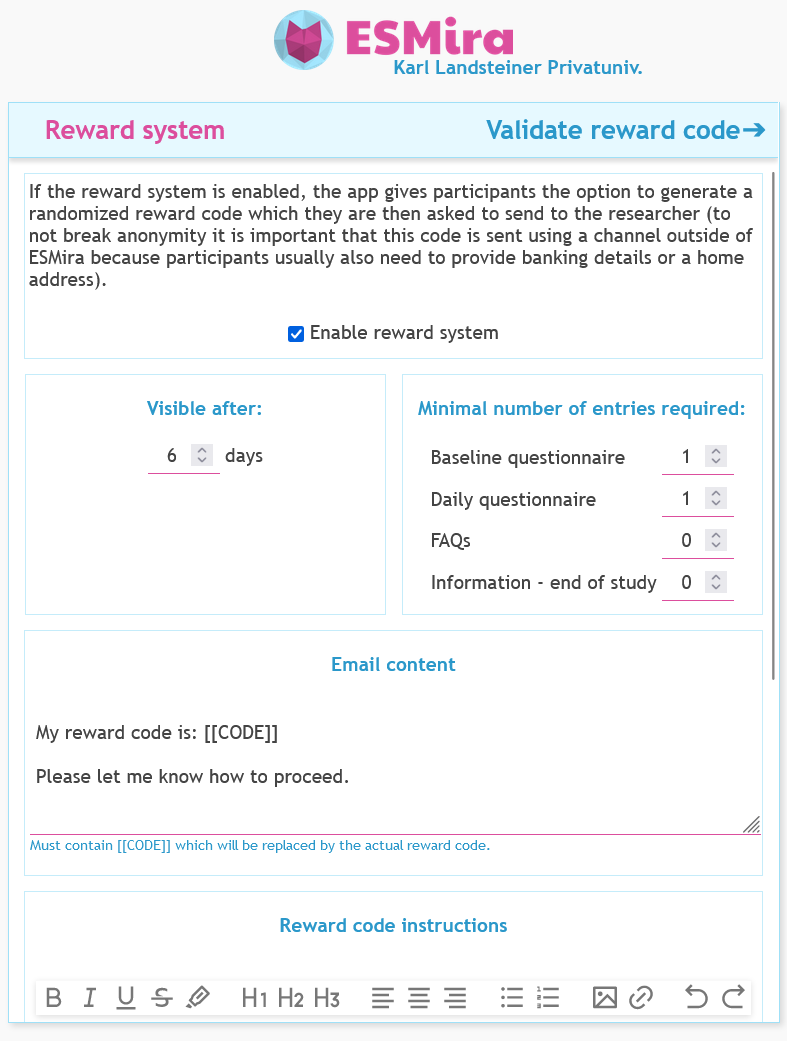 ESMira
Karl Landsteiner Privatuniv.
Reward system
Validate reward code→
If the reward system is enabled, the app gives participants the option to generate a
randomized reward code which they are then asked to send to the researcher (to
not break anonymity it is important that this code is sent using a channel outside of
ESMira because participants usually also need to provide banking details or a home
address).
Enable reward system
Visible after:
6 days
Minimal number of entries required:
Baseline questionnaire 1
Daily questionnaire 1
FAQs 0
Information - end of study 0
Email content
My reward code is: [[CODE]]
Please let me know how to proceed.
Must contain [[CODE]] which will be replaced by the actual reward code.
Reward code instructions
B I U S H1 H2 H3